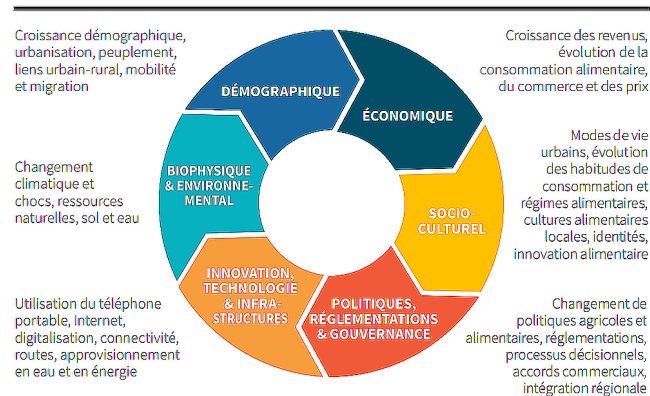 Croissance démographique,
urbanisation, peuplement,
liens urbain-rural, mobilité
et migration
DÉMOGRAPHIQUE
ÉCONOMIQUE
Croissance des revenus,
évolution de la
consommation alimentaire,
du commerce et des prix
Changement
climatique et
chocs, ressources
naturelles, sol et eau
BIOPHYSIQUE
& ENVIRONNE-
MENTAL
SOCIO-
CULTUREL
Modes de vie
urbains, évolution
des habitudes de
consommation et
régimes alimentaires,
cultures alimentaires
locales, identités,
innovation alimentaire
Utilisation du téléphone
portable, Internet,
digitalisation, connectivité,
routes, approvisionnement
en eau et en énergie
INNOVATION,
TECHNOLOGIE
& INFRA-
STRUCTURES
POLITIQUES,
RÉGLEMENTATIONS
& GOUVERNANCE
Changement de
politiques agricoles et
alimentaires, réglementations,
processus décisionnels,
accords commerciaux,
intégration régionale